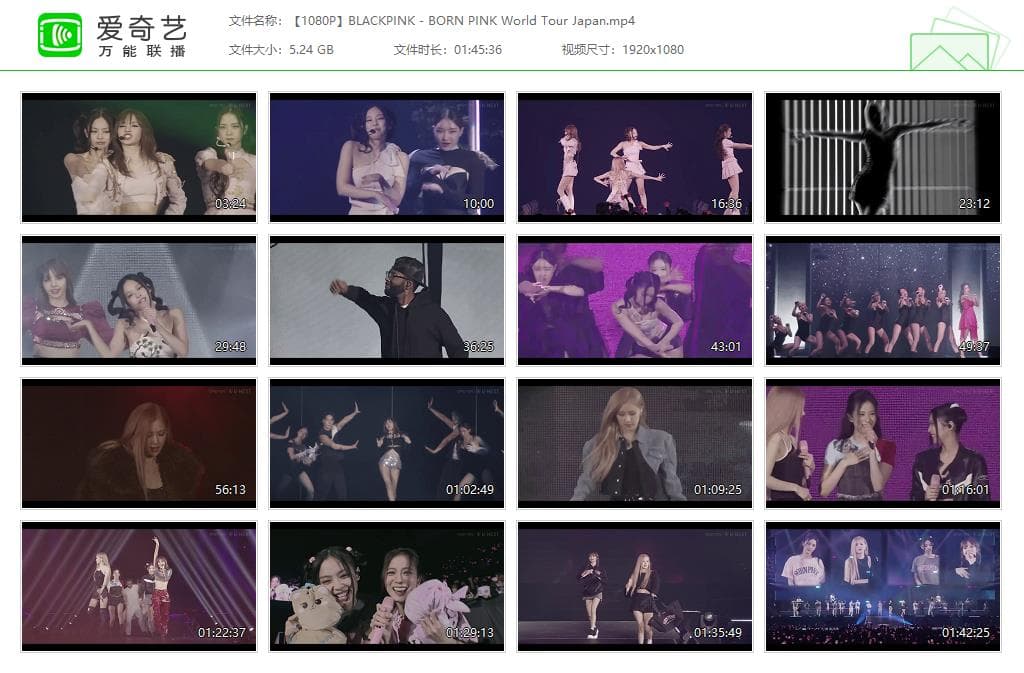 爱奇艺
万能联播
文件名称: 【1080P】BLACKPINK - BORN PINK World Tour Japan.mp4
文件大小: 5.24 GB 文件时长: 01:45:36 视频尺寸: 1920x1080
03:24 10:00 16:36 23:12
29:48 36:25 43:01 49:37
56:13 01:02:49 01:09:25 01:16:01
01:22:37 01:29:13 01:35:49 01:42:25